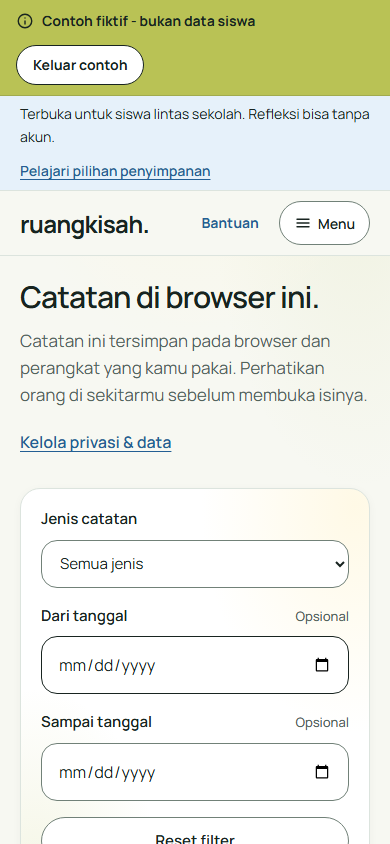 Contoh fiktif - bukan data siswa
Keluar contoh
Terbuka untuk siswa lintas sekolah. Refleksi bisa tanpa
akun.
Pelajari pilihan penyimpanan
ruangkisah.
Bantuan
Menu
Catatan di browser ini.
Catatan ini tersimpan pada browser dan
perangkat yang kamu pakai. Perhatikan
orang di sekitarmu sebelum membuka isinya.
Kelola privasi & data
Jenis catatan
Semua jenis
Dari tanggal
Opsional
mm/dd/yyyy
Sampai tanggal
Opsional
mm/dd/yyyy
Reset filter